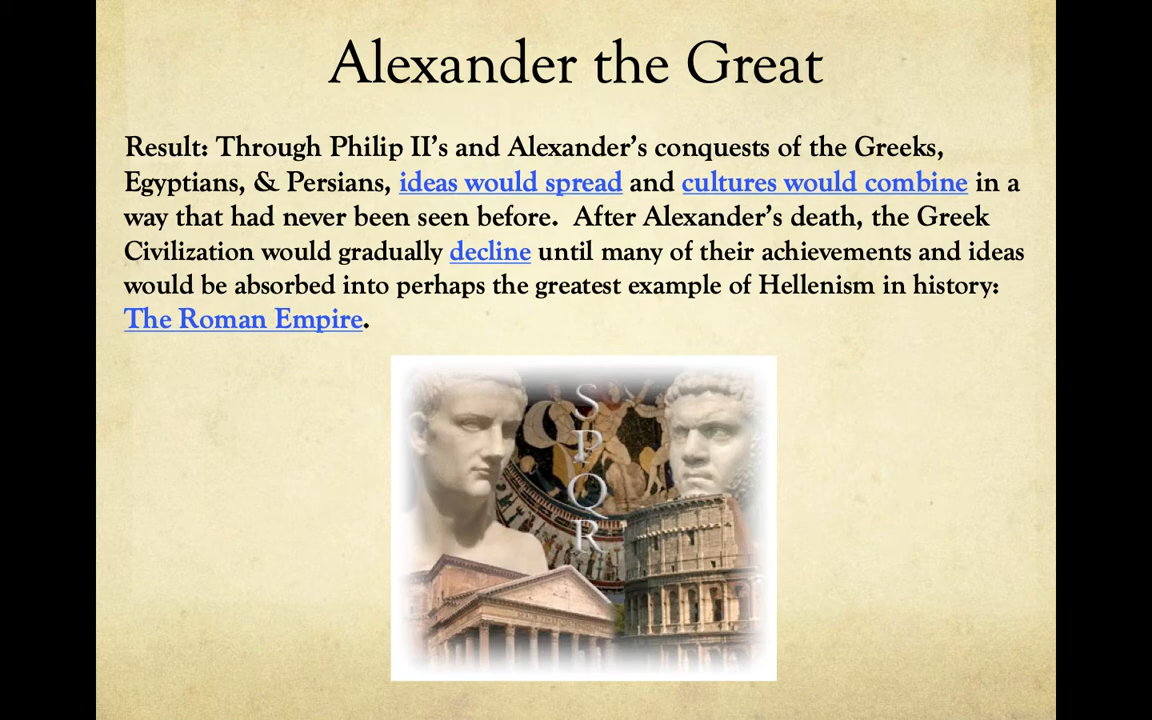 Alexander the Great
Result: Through Philip II’s and Alexander’s conquests of the Greeks,
Egyptians, & Persians, ideas would spread and cultures would combine in a
way that had never been seen before.  After Alexander’s death, the Greek
Civilization would gradually decline until many of their achievements and ideas
would be absorbed into perhaps the greatest example of Hellenism in history:
The Roman Empire.
S
P
Q
R